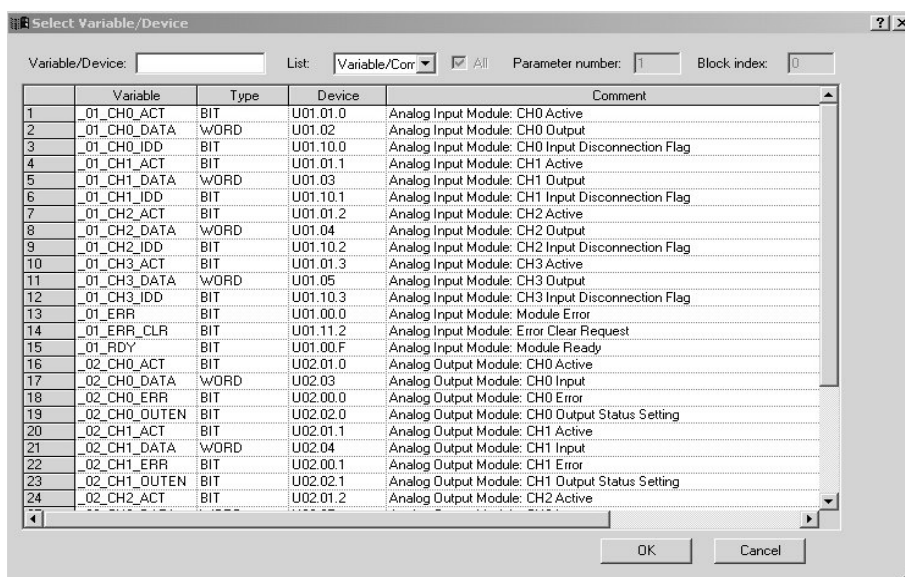 Select Variable/Device
Variable/Device: List: Variable/Com All Parameter number: 1 Block index: 0
Variable Type Device Comment
1 _01_CH0_ACT BIT U01.01.0 Analog Input Module: CH0 Active
2 _01_CH0_DATA WORD U01.02 Analog Input Module: CH0 Output
3 _01_CH0_IDD BIT U01.10.0 Analog Input Module: CH0 Input Disconnection Flag
4 _01_CH1_ACT BIT U01.01.1 Analog Input Module: CH1 Active
5 _01_CH1_DATA WORD U01.03 Analog Input Module: CH1 Output
6 _01_CH1_IDD BIT U01.10.1 Analog Input Module: CH1 Input Disconnection Flag
7 _01_CH2_ACT BIT U01.01.2 Analog Input Module: CH2 Active
8 _01_CH2_DATA WORD U01.04 Analog Input Module: CH2 Output
9 _01_CH2_IDD BIT U01.10.2 Analog Input Module: CH2 Input Disconnection Flag
10 _01_CH3_ACT BIT U01.01.3 Analog Input Module: CH3 Active
11 _01_CH3_DATA WORD U01.05 Analog Input Module: CH3 Output
12 _01_CH3_IDD BIT U01.10.3 Analog Input Module: CH3 Input Disconnection Flag
13 _01_ERR BIT U01.00.0 Analog Input Module: Module Error
14 _01_ERR_CLR BIT U01.11.2 Analog Input Module: Error Clear Request
15 _01_RDY BIT U01.00.F Analog Input Module: Module Ready
16 _02_CH0_ACT BIT U02.01.0 Analog Output Module: CH0 Active
17 _02_CH0_DATA WORD U02.03 Analog Output Module: CH0 Input
18 _02_CH0_ERR BIT U02.00.0 Analog Output Module: CH0 Error
19 _02_CH0_OUTEN BIT U02.02.0 Analog Output Module: CH0 Output Status Setting
20 _02_CH1_ACT BIT U02.01.1 Analog Output Module: CH1 Active
21 _02_CH1_DATA WORD U02.04 Analog Output Module: CH1 Input
22 _02_CH1_ERR BIT U02.00.1 Analog Output Module: CH1 Error
23 _02_CH1_OUTEN BIT U02.02.1 Analog Output Module: CH1 Output Status Setting
24 _02_CH2_ACT BIT U02.01.2 Analog Output Module: CH2 Active
OK Cancel